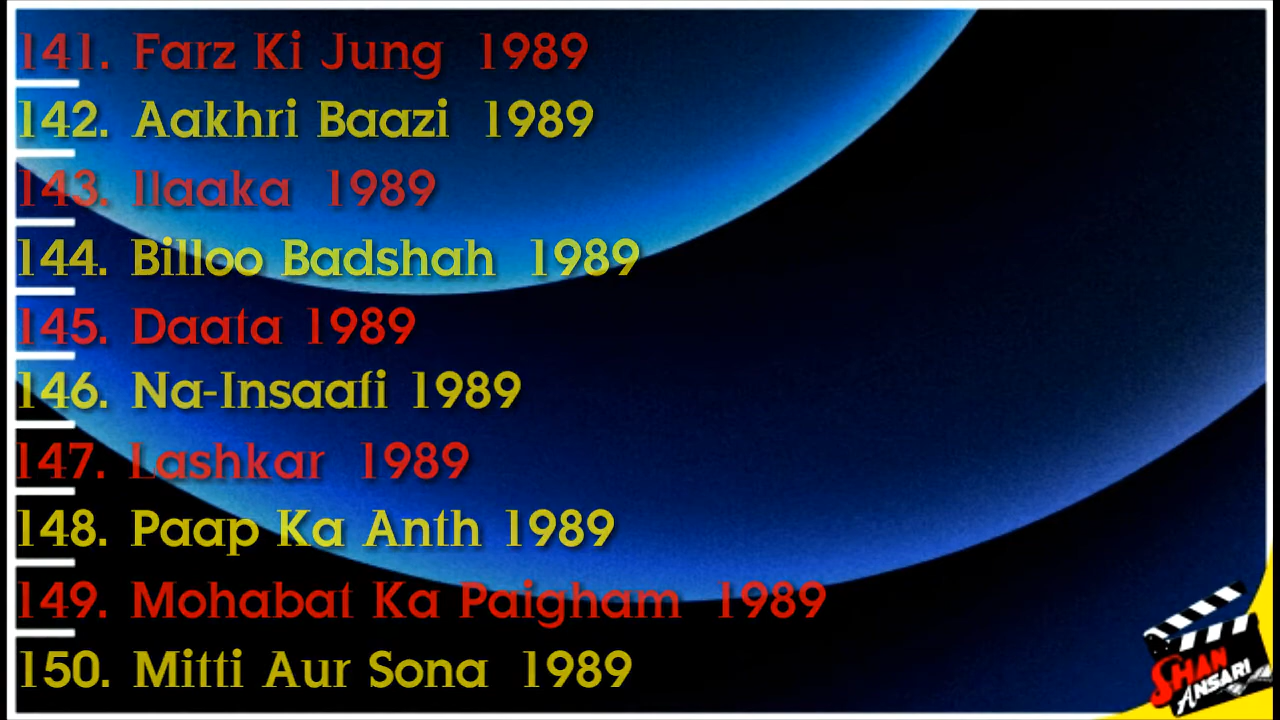 141. Farz Ki Jung 1989
142. Aakhri Baazi 1989
143. Ilaaka 1989
144. Billoo Badshah 1989
145. Daata 1989
146. Na-Insaafi 1989
147. Lashkar 1989
148. Paap Ka Anth 1989
149. Mohabat Ka Paigham 1989
150. Mitti Aur Sona 1989
SHAN
ANSARI